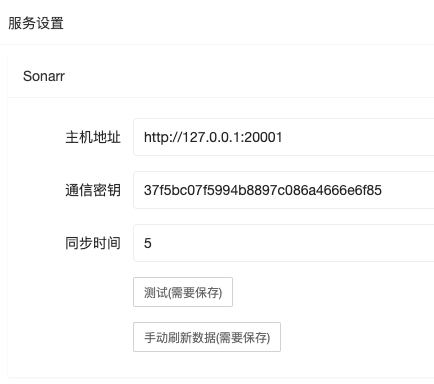 服务设置
Sonarr
主机地址 http://127.0.0.1:20001
通信密钥 37f5bc07f5994b8897c086a4666e6f85
同步时间 5
测试(需要保存)
手动刷新数据(需要保存)